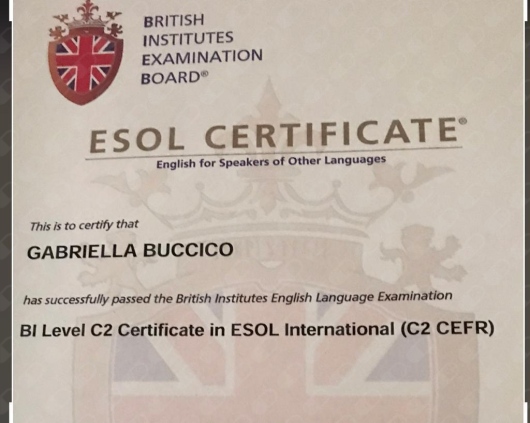 BRITISH
INSTITUTES
EXAMINATION
BOARD®
ESOL CERTIFICATE®
English for Speakers of Other Languages
This is to certify that
GABRIELLA BUCCICO
has successfully passed the British Institutes English Language Examination
BI Level C2 Certificate in ESOL International (C2 CEFR)